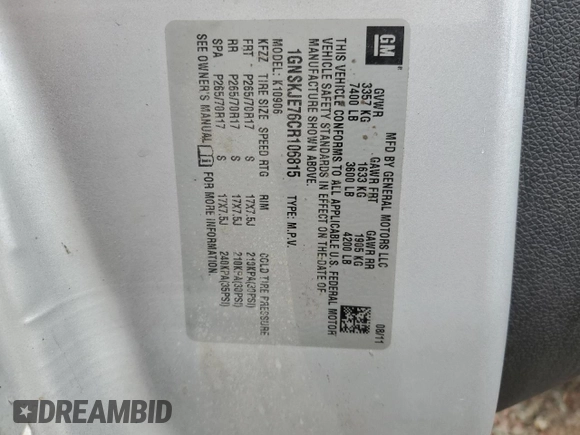 GM
MFD BY GENERAL MOTORS LLC
08/11
GVWR GAWR FRT GAWR RR
3357 KG 1633 KG 1905 KG
7400 LB 3600 LB 4200 LB
THIS VEHICLE CONFORMS TO ALL APPLICABLE U.S. FEDERAL MOTOR
VEHICLE SAFETY STANDARDS IN EFFECT ON THE DATE OF
MANUFACTURE SHOWN ABOVE.
1GNSKJE76CR105815 TYPE: M.P.V.
MODEL: K10906
KFZZ TIRE SIZE SPEED RTG RIM COLD TIRE PRESSURE
FRT P265/70R17 S 17X7.5J 210KPA(30PSI)
RR P265/70R17 S 17X7.5J 210KPA(30PSI)
SPA P265/70R17 S 17X7.5J 240KPA(35PSI)
SEE OWNER'S MANUAL FOR MORE INFORMATION.
DREAMBID